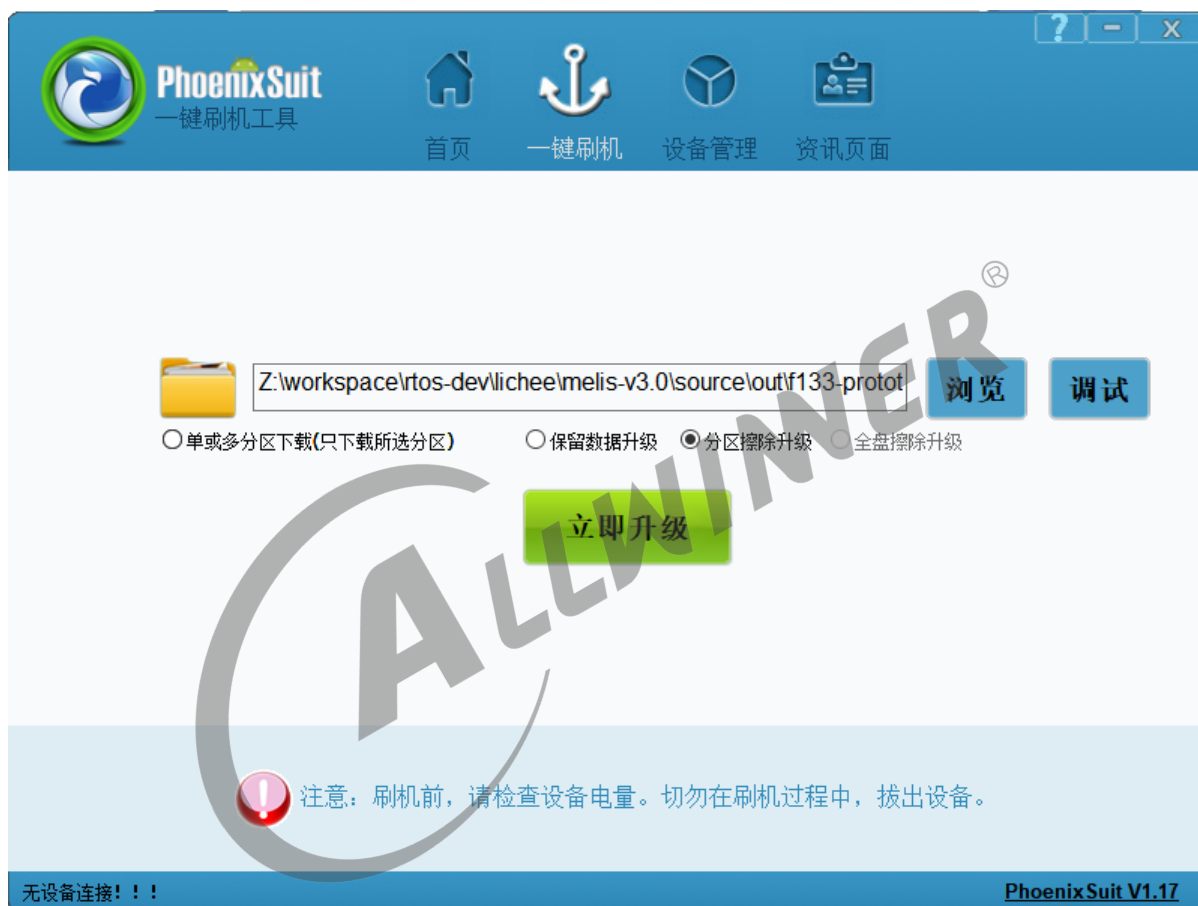 ? — X
PhoenixSuit
一键刷机工具
首页 一键刷机 设备管理 资讯页面
Z:\workspace\rtos-dev\lichee\melis-v3.0\source\out\f133-protot 浏览 调试
单或多分区下载(只下载所选分区) 保留数据升级 分区擦除升级 全盘擦除升级
立即升级
ALLWINNER®
注意：刷机前，请检查设备电量。切勿在刷机过程中，拔出设备。
无设备连接！！！ PhoenixSuit V1.17